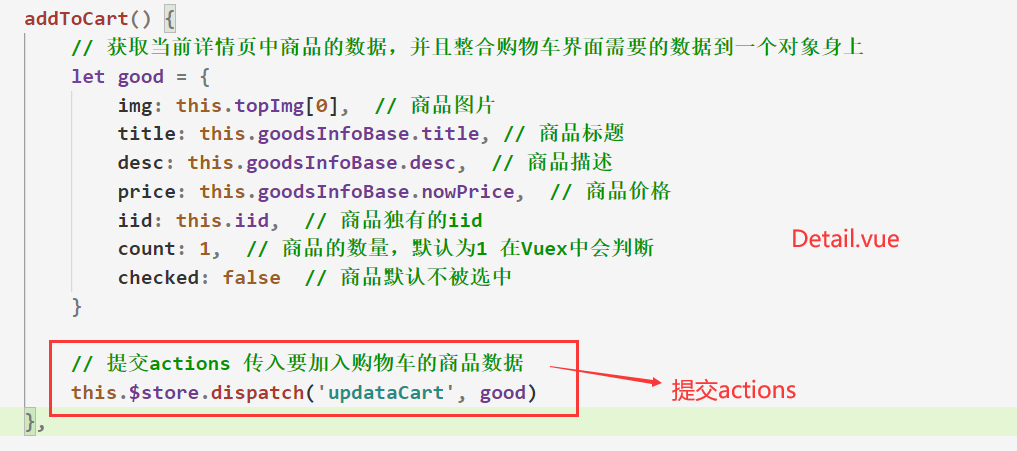 addToCart() {
// 获取当前详情页中商品的数据，并且整合购物车界面需要的数据到一个对象身上
let good = {
img: this.topImg[0],  // 商品图片
title: this.goodsInfoBase.title, // 商品标题
desc: this.goodsInfoBase.desc,  // 商品描述
price: this.goodsInfoBase.nowPrice,  // 商品价格
iid: this.iid,  // 商品独有的iid
count: 1,  // 商品的数量，默认为1 在Vuex中会判断
Detail.vue
checked: false  // 商品默认不被选中
}
// 提交actions 传入要加入购物车的商品数据
this.$store.dispatch('updataCart', good)
提交actions
},